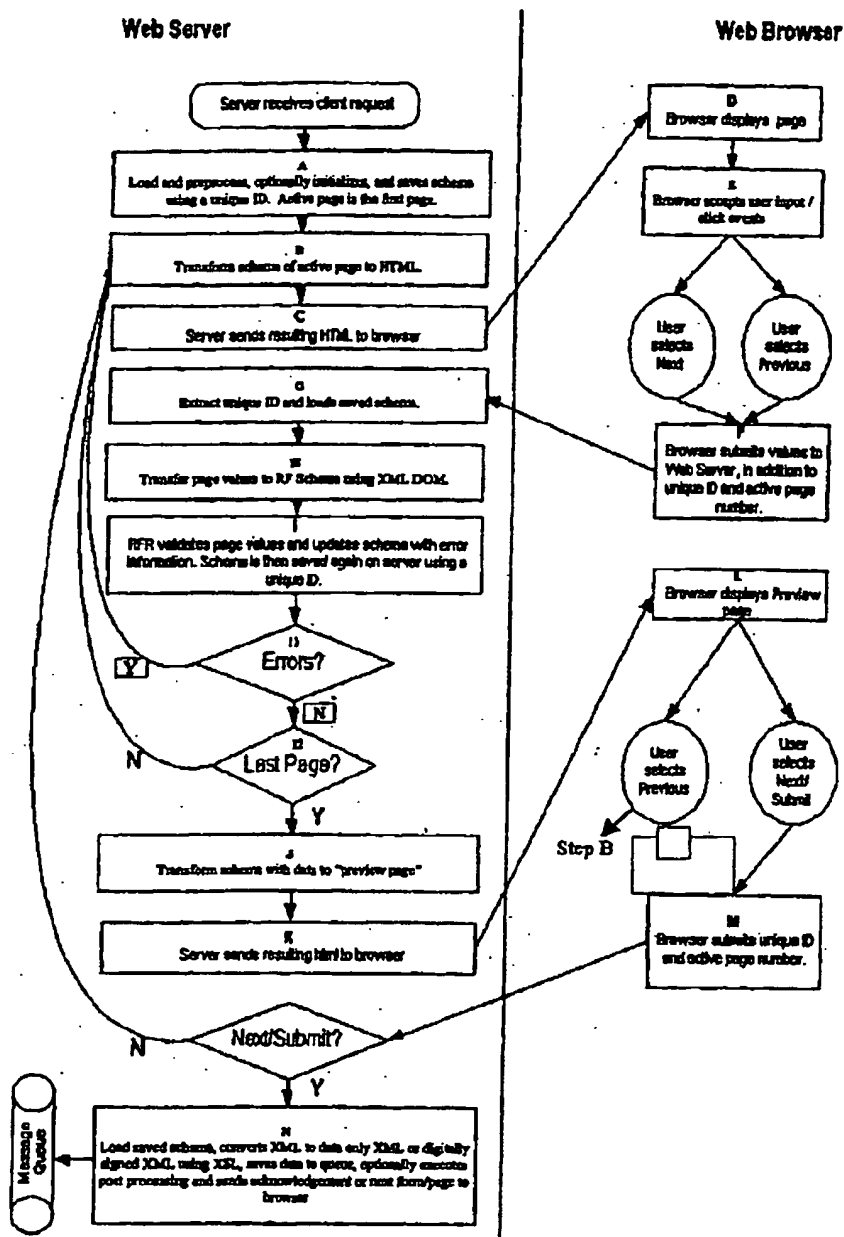 Web Server
Server receives client request
A
Load and preprocess, optionally initializes, and saves schema
using a unique ID. Active page is the first page.
B
Transform schema of active page to HTML.
C
Server sends resulting HTML to browser
G
Extract unique ID and loads saved schema.
H
Transfer page values to RF Schema using XML DOM.
RFR validates page values and updates schema with error
information. Schema is then saved again on server using a
unique ID.
I1
Errors?
Y
N
I2
Last Page?
N
Y
J
Transform schema with data to "preview page"
K
Server sends resulting html to browser
Next/Submit?
N
Y
N
Load saved schema, converts XML to data only XML or digitally
signed XML using XSL, saves data to queue, optionally executes
post processing and sends acknowledgement or next form/page to
browser
Message
Queue
Web Browser
D
Browser displays page
E
Browser accepts user input /
click events
User
selects
Next
User
selects
Previous
F
Browser submits values to
Web Server, in addition to
unique ID and active page
number.
L
Browser displays Preview
page
User
selects
Previous
User
selects
Next/
Submit
Step B
M
Browser submits unique ID
and active page number.